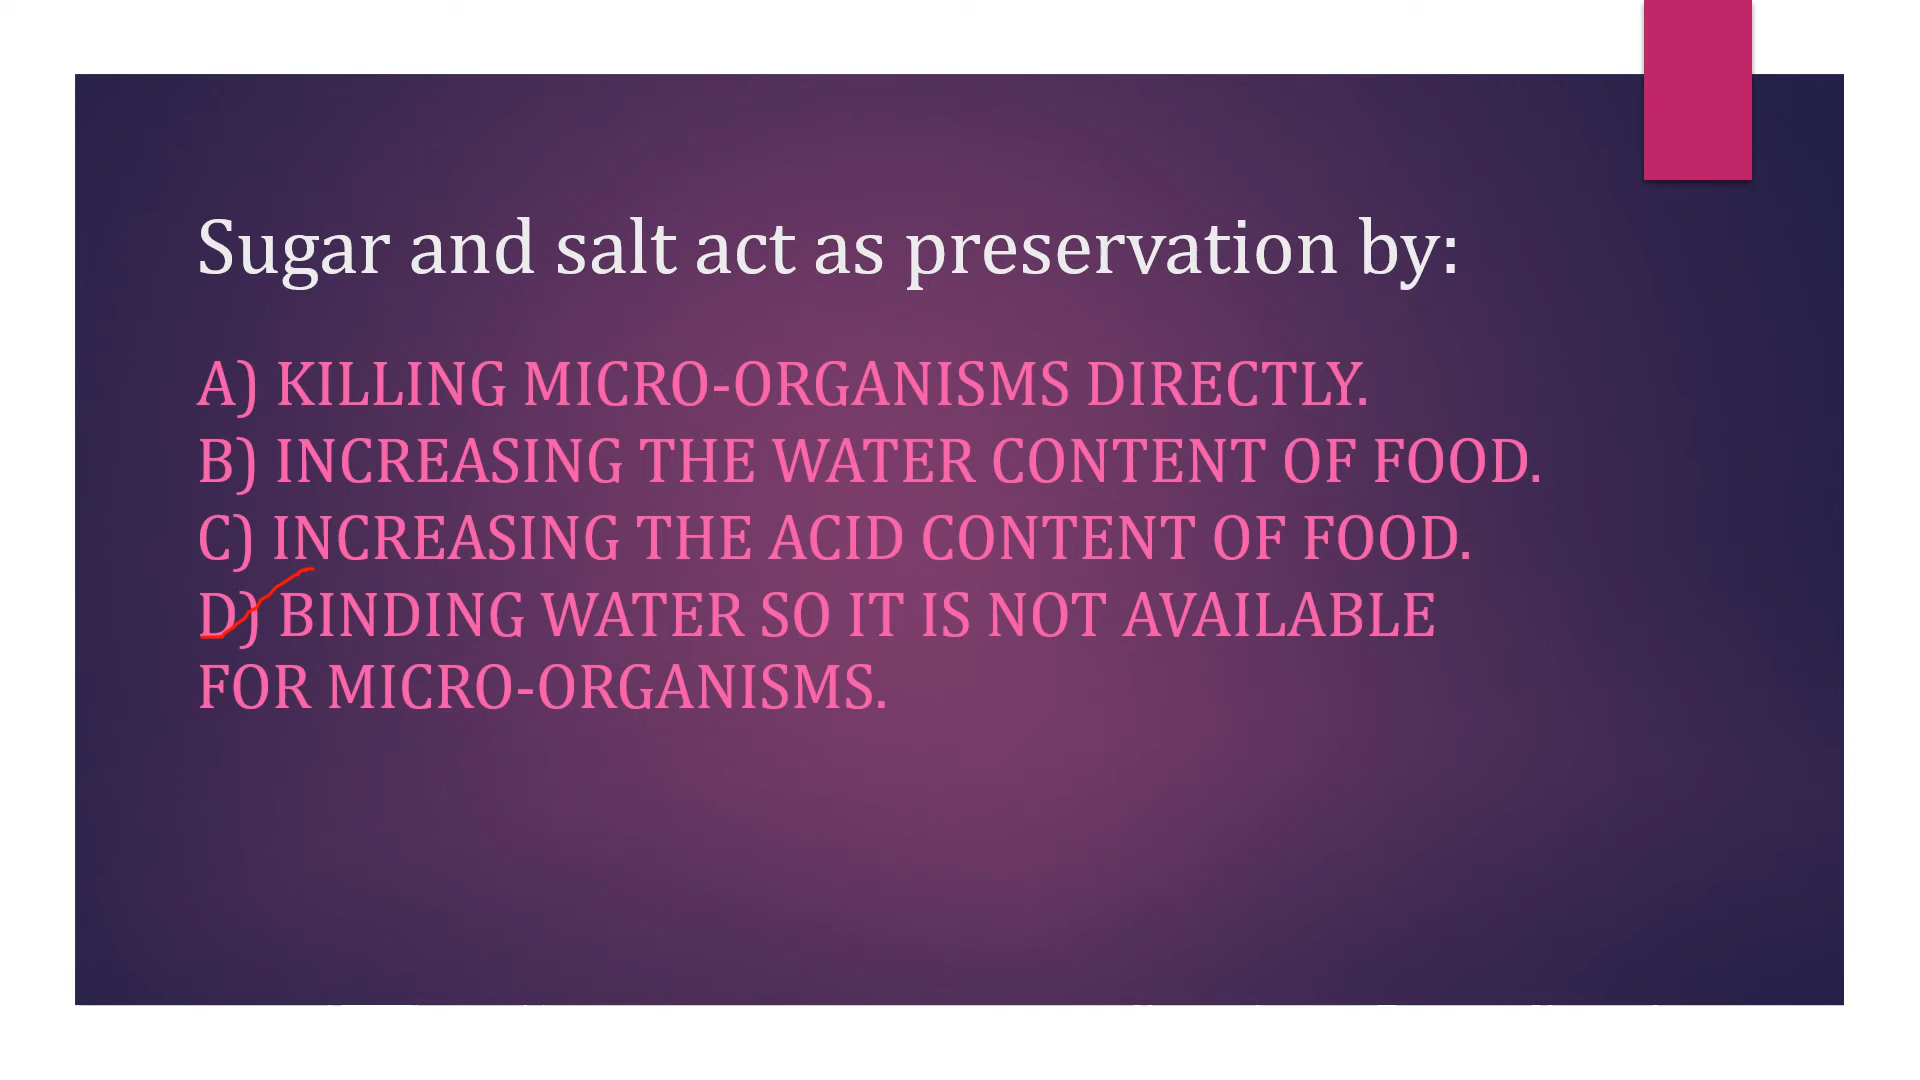 Sugar and salt act as preservation by:
A) KILLING MICRO-ORGANISMS DIRECTLY.
B) INCREASING THE WATER CONTENT OF FOOD.
C) INCREASING THE ACID CONTENT OF FOOD.
D) BINDING WATER SO IT IS NOT AVAILABLE
FOR MICRO-ORGANISMS.